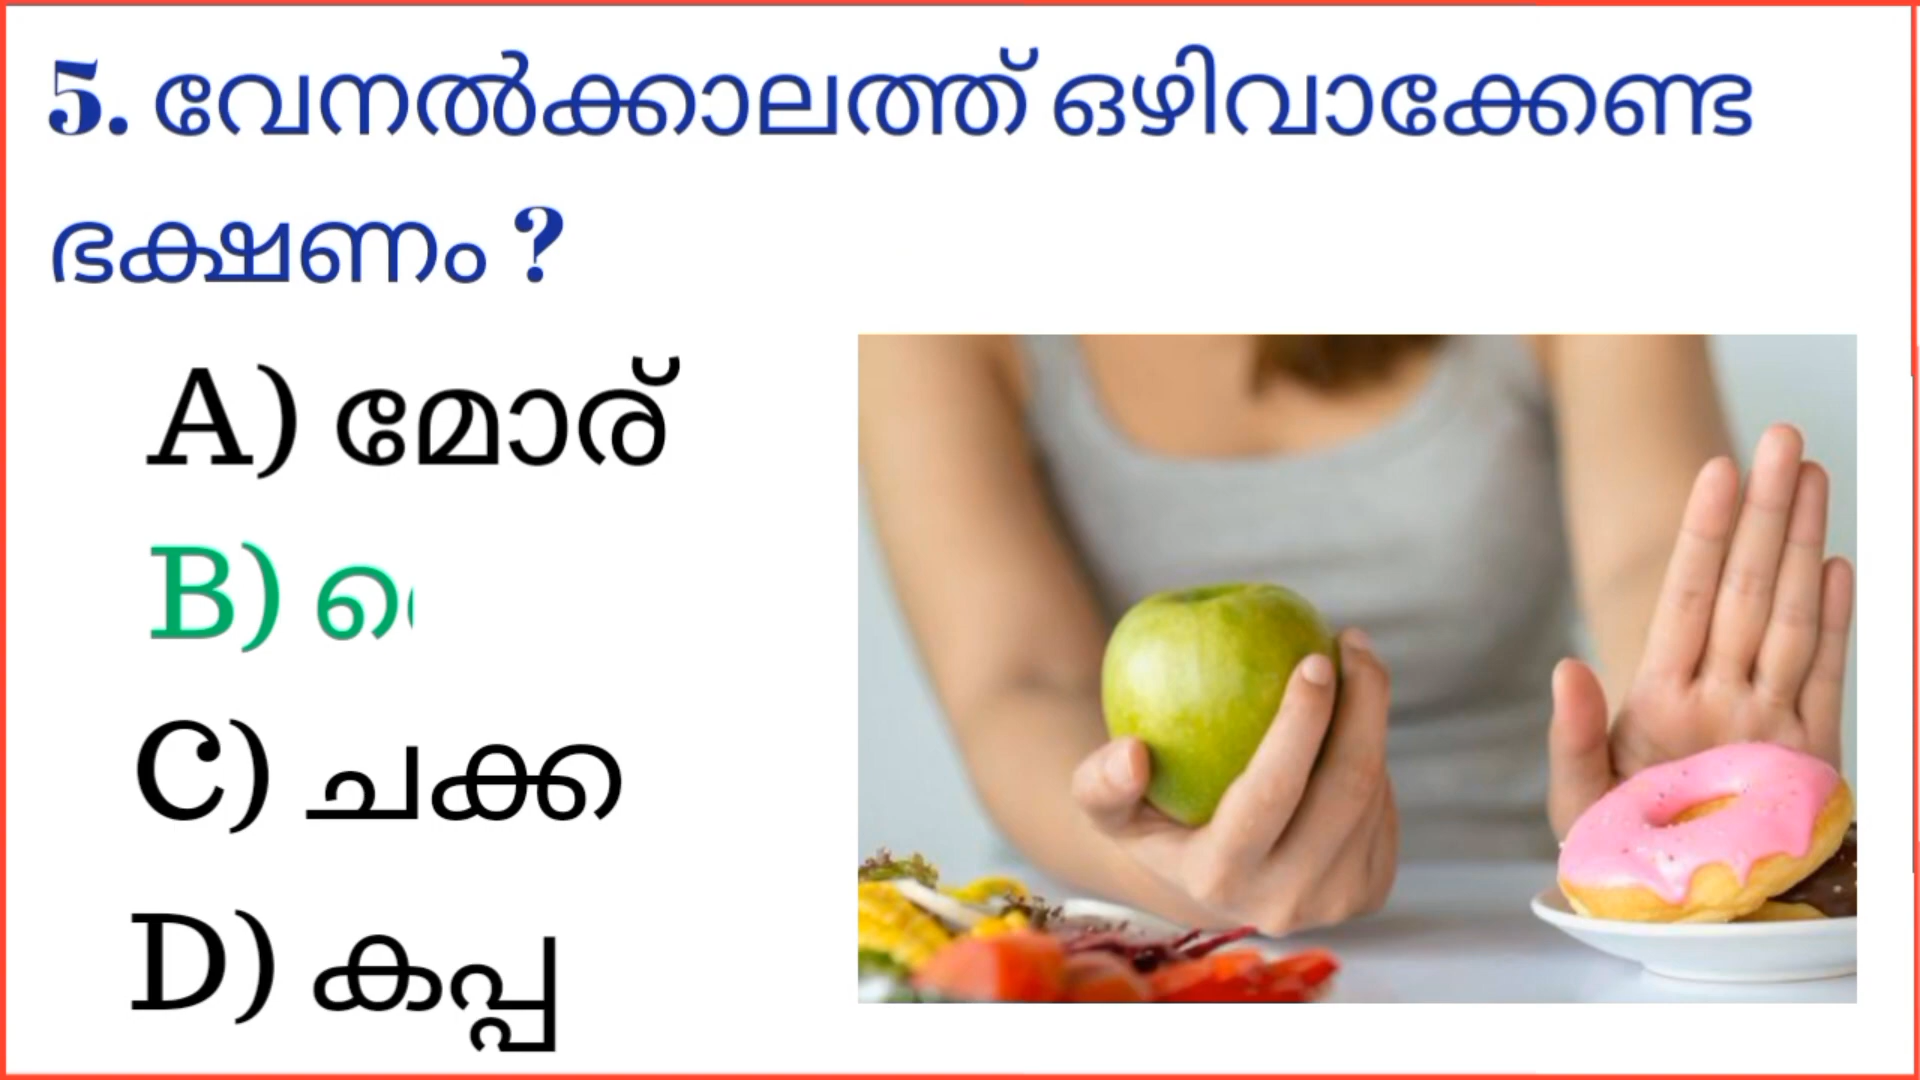 5. വേനൽക്കാലത്ത് ഒഴിവാക്കേണ്ട
ഭക്ഷണം ?
A) മോര്
B)
C) ചക്ക
D) കപ്പ